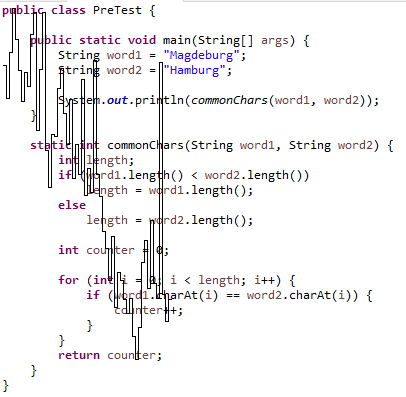 public class PreTest {
public static void main(String[] args) {
String word1 = "Magdeburg";
String word2 = "Hamburg";
System.out.println(commonChars(word1, word2));
}
static int commonChars(String word1, String word2) {
int length;
if (word1.length() < word2.length())
length = word1.length();
else
length = word2.length();
int counter = 0;
for (int i = 0; i < length; i++) {
if (word1.charAt(i) == word2.charAt(i)) {
counter++;
}
}
return counter;
}
}